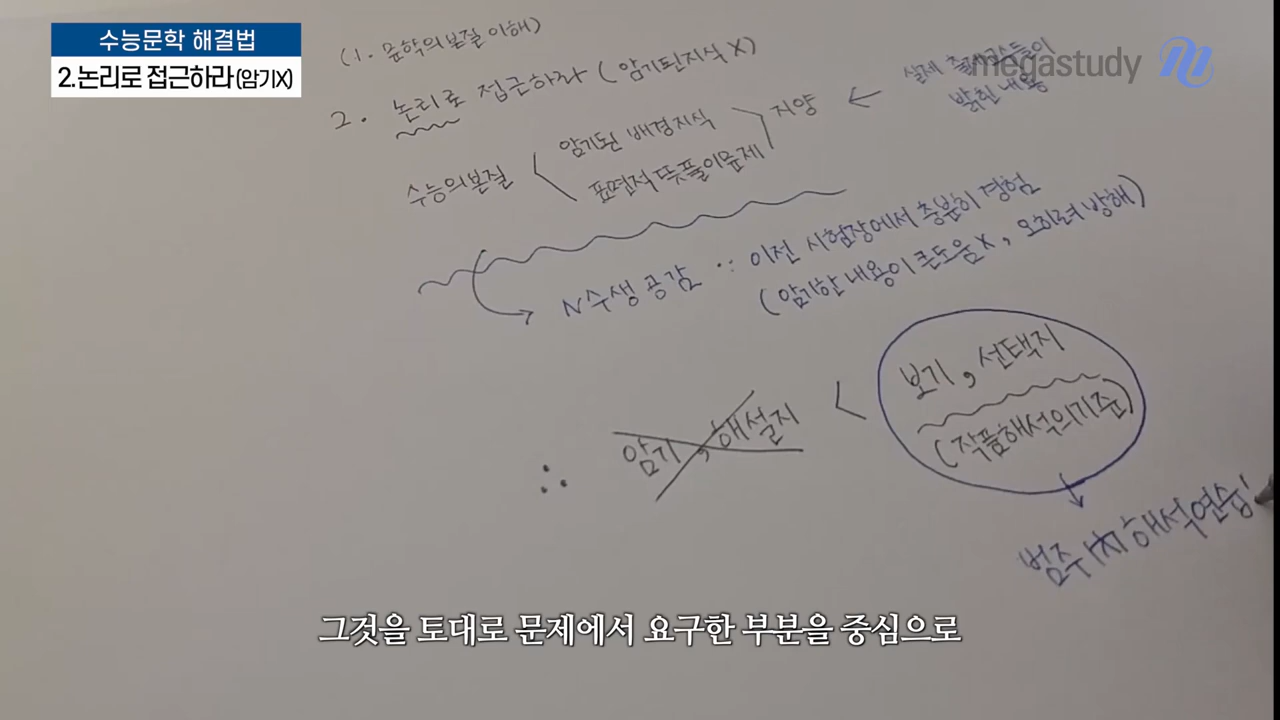 수능문학 해결법
2.논리로 접근하라(암기X)
megastudy
(1. 문학의 본질 이해)
2. 논리로 접근하라 (암기된지식 X)
수능의본질 < 암기된 배경지식
표면적 뜻풀이문제
지양 ←
실제 출제교수들이
밝힌 내용
N수생 공감 ∵ 이전 시험장에서 충분히 경험
(암기한 내용이 큰도움X, 오히려 방해)
∴ 암기, 해설지 < 보기, 선택지
(작품해석의기준)
범주 해석연습!
그것을 토대로 문제에서 요구한 부분을 중심으로